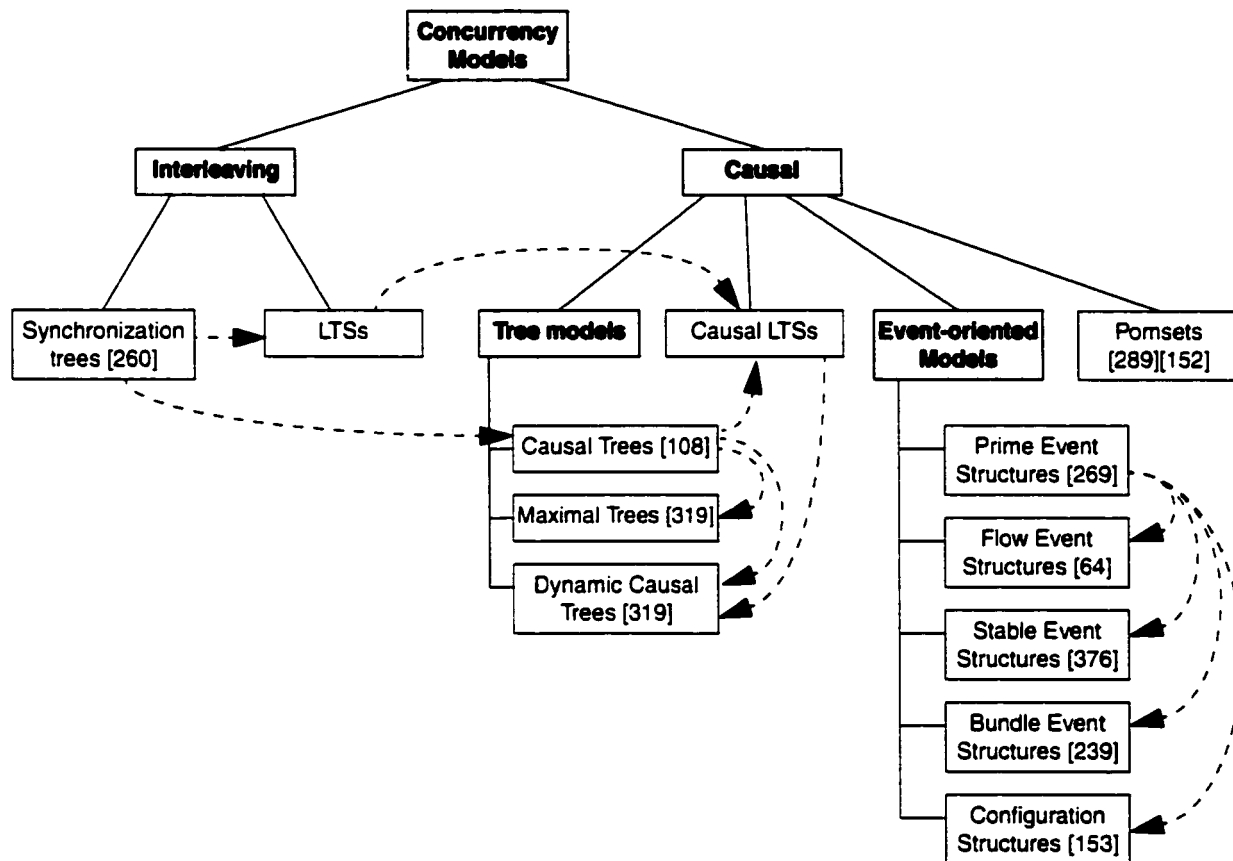 Concurrency
Models
Interleaving
Causal
Synchronization
trees [260]
LTSs
Tree models
Causal LTSs
Event-oriented
Models
Pomsets
[289][152]
Causal Trees [108]
Maximal Trees [319]
Dynamic Causal
Trees [319]
Prime Event
Structures [269]
Flow Event
Structures [64]
Stable Event
Structures [376]
Bundle Event
Structures [239]
Configuration
Structures [153]